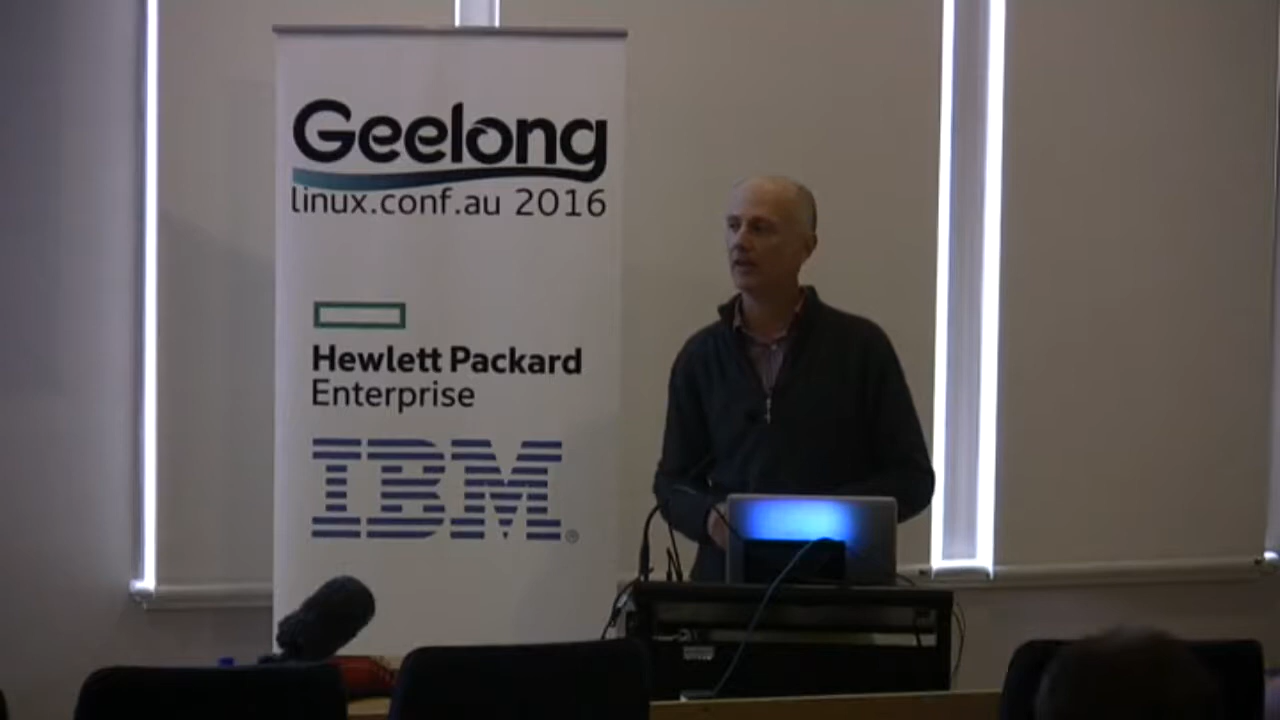 Geelong
linux.conf.au 2016
Hewlett Packard
Enterprise
IBM®